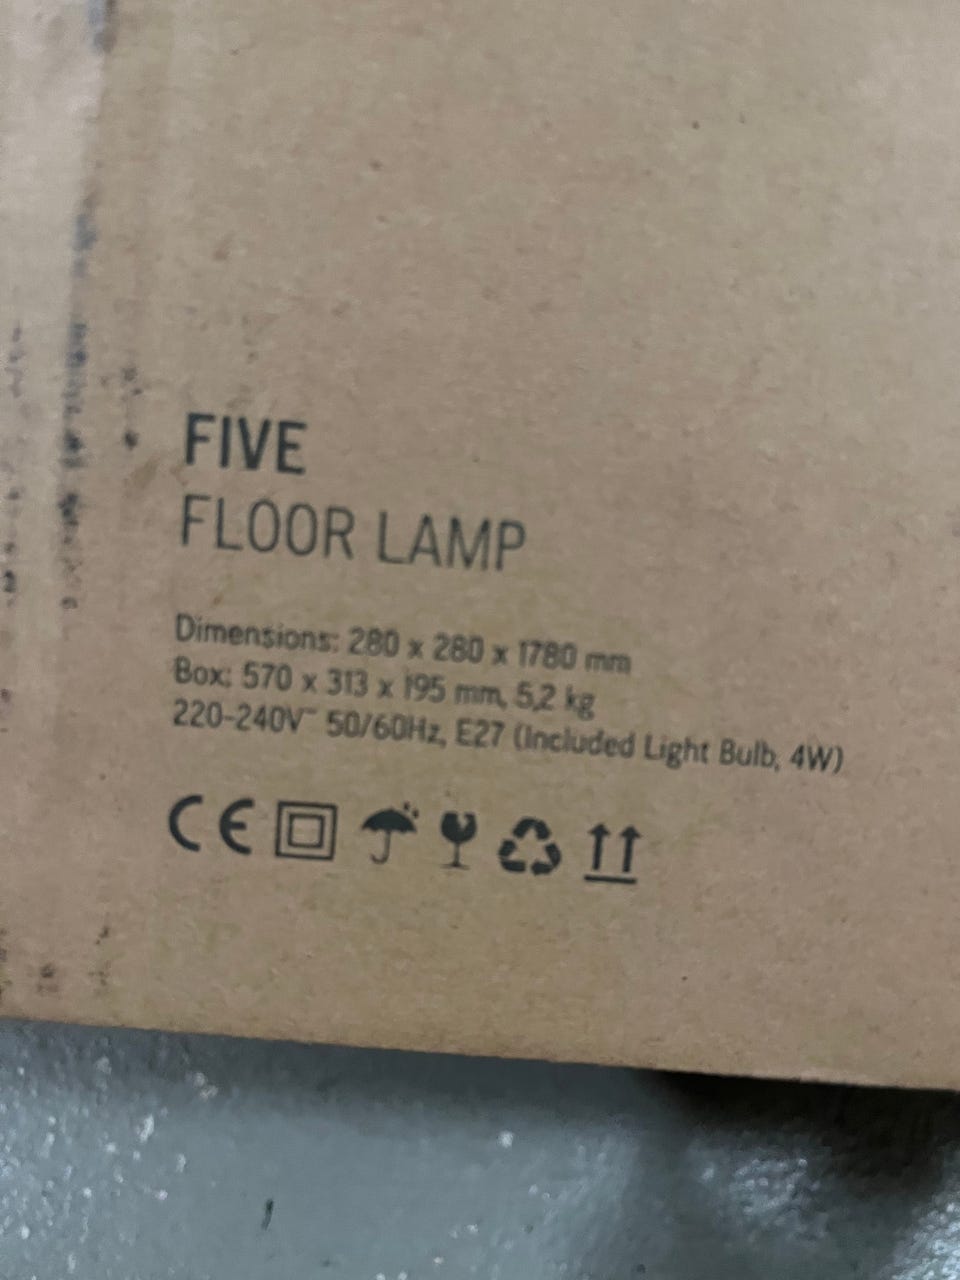 FIVE
FLOOR LAMP
Dimensions: 280 x 280 x 1780 mm
Box: 570 x 313 x 195 mm, 5,2 kg
220-240V~ 50/60Hz, E27 (Included Light Bulb, 4W)
CE